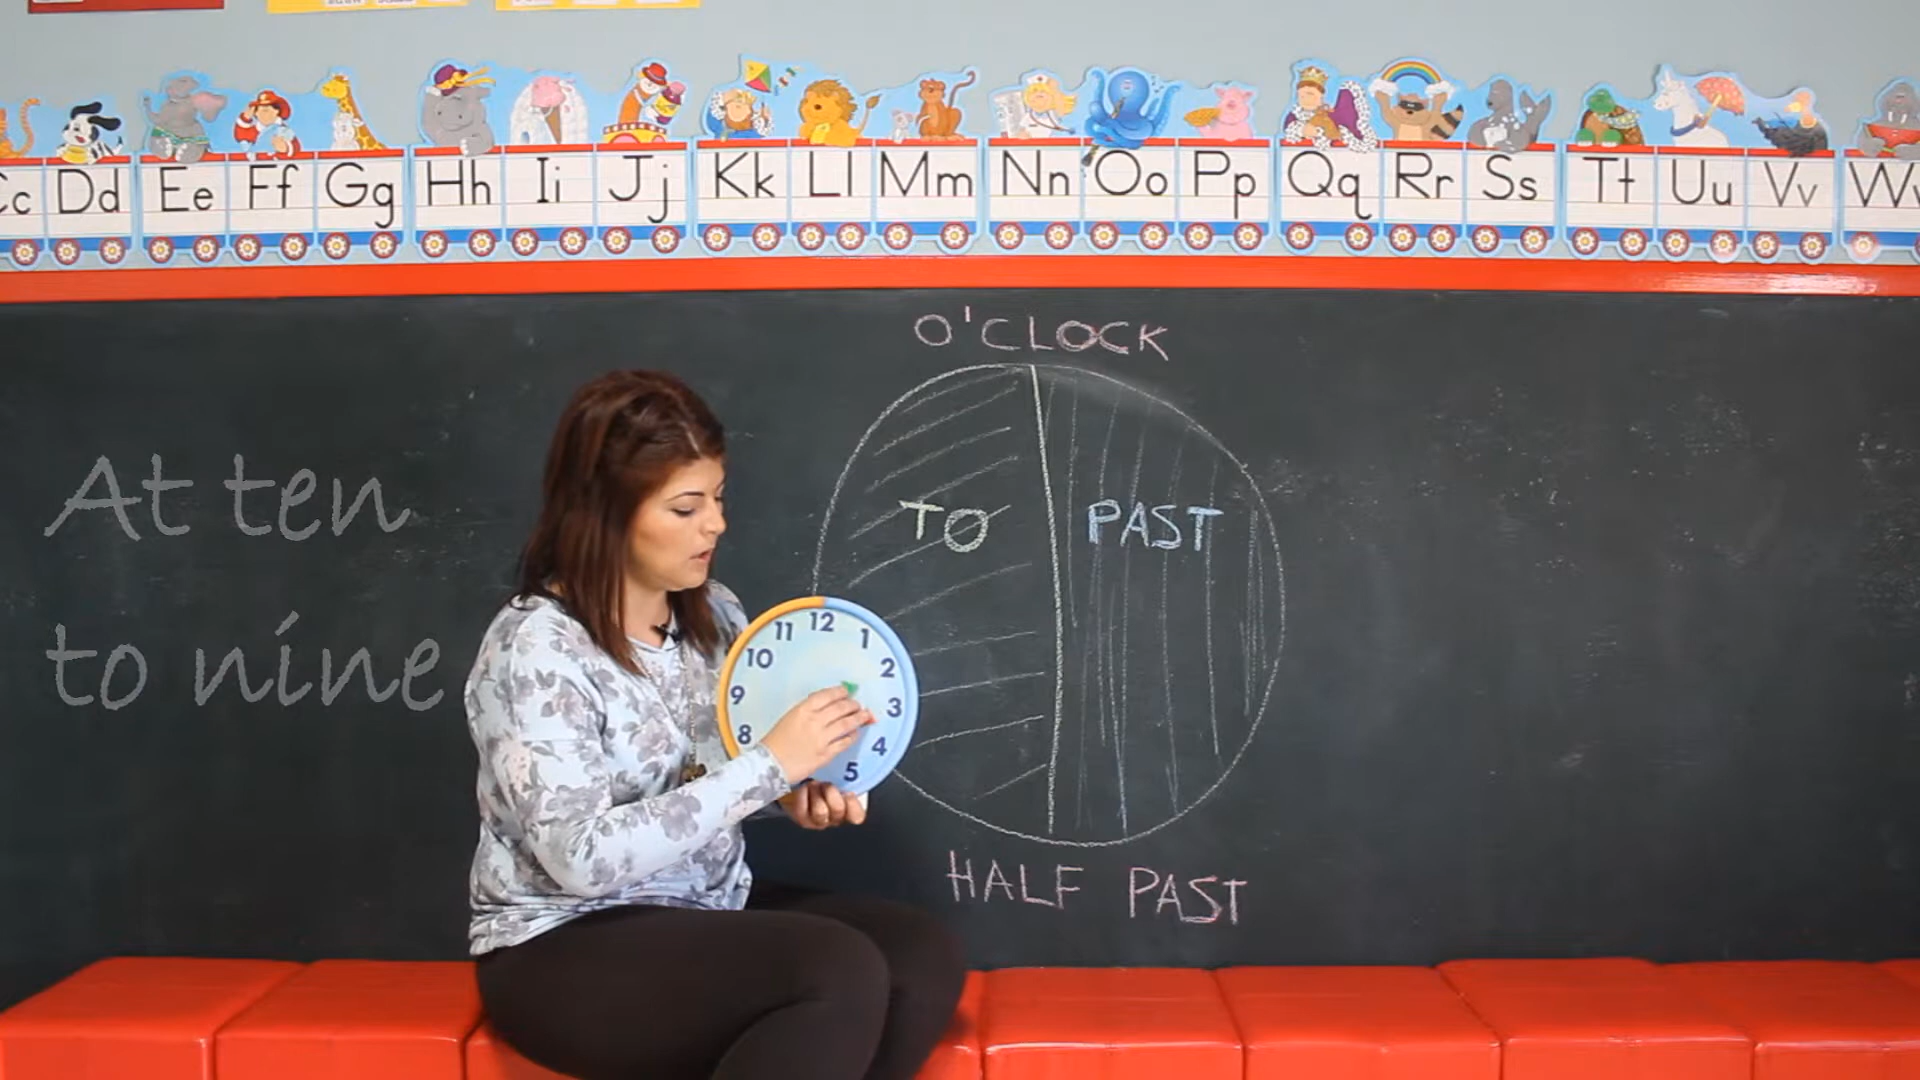 Cc Dd Ee Ff Gg Hh Ii Jj Kk Ll Mm Nn Oo Pp Qq Rr Ss Tt Uu Vv
O'CLOCK
At ten
to nine
TO PAST
12
11 1
10 2
9 3
8 4
5
HALF PAST